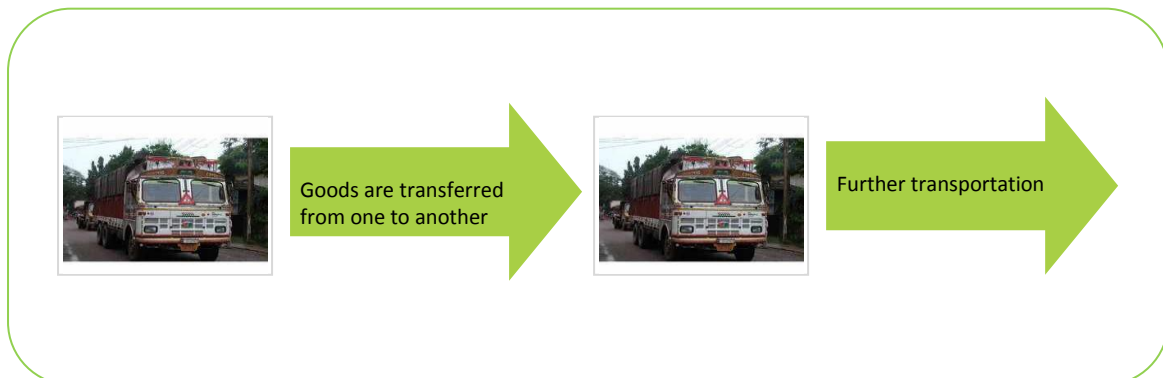 Goods are transferred
from one to another
Further transportation